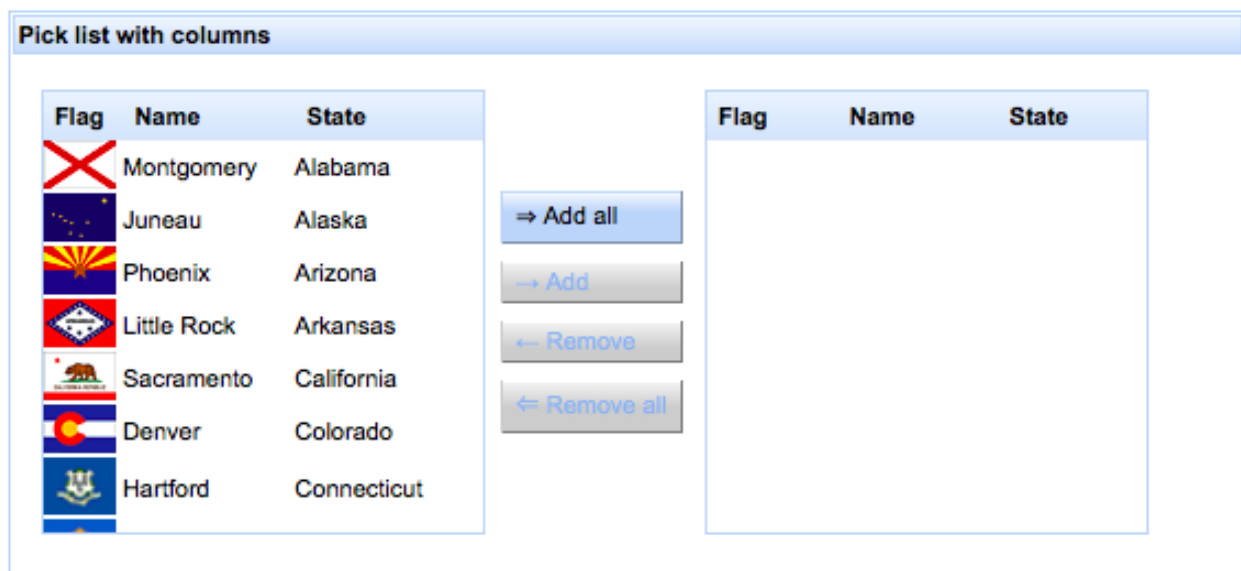 Pick list with columns
Flag Name State
Montgomery Alabama
Juneau Alaska
Phoenix Arizona
Little Rock Arkansas
Sacramento California
Denver Colorado
Hartford Connecticut
⇒ Add all
→ Add
← Remove
⇐ Remove all
Flag Name State